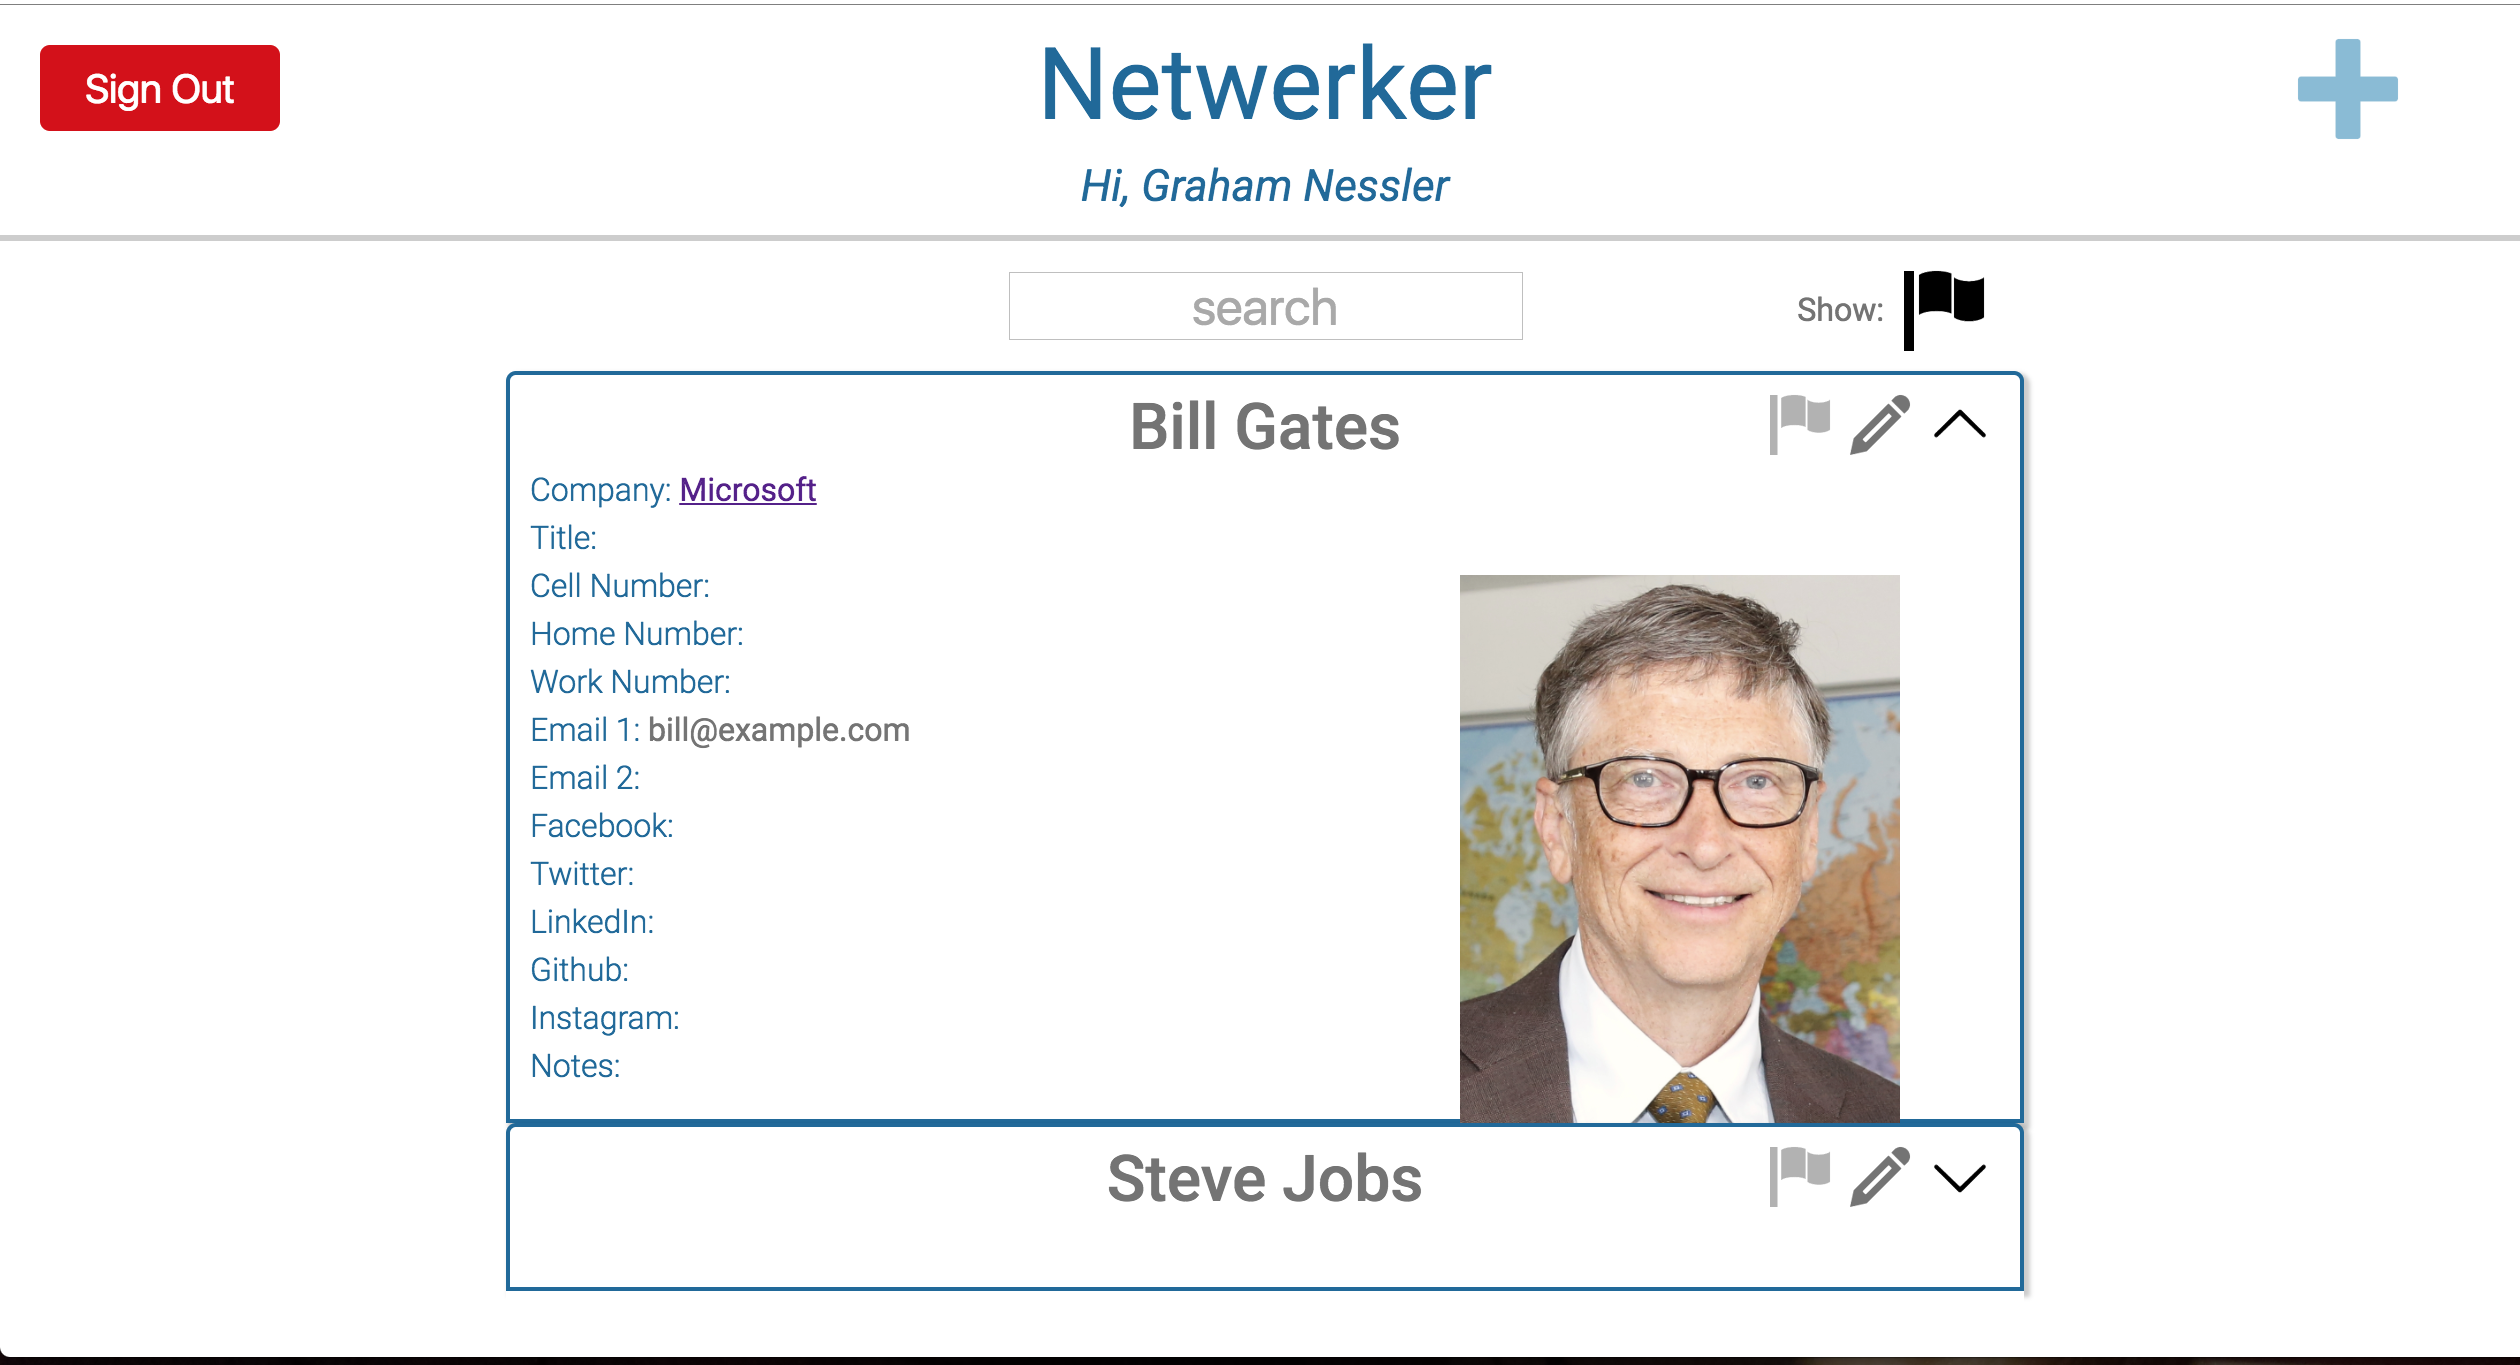 Sign Out
Netwerker
Hi, Graham Nessler
search
Show:
Bill Gates
Company: Microsoft
Title:
Cell Number:
Home Number:
Work Number:
Email 1: bill@example.com
Email 2:
Facebook:
Twitter:
LinkedIn:
Github:
Instagram:
Notes:
Steve Jobs